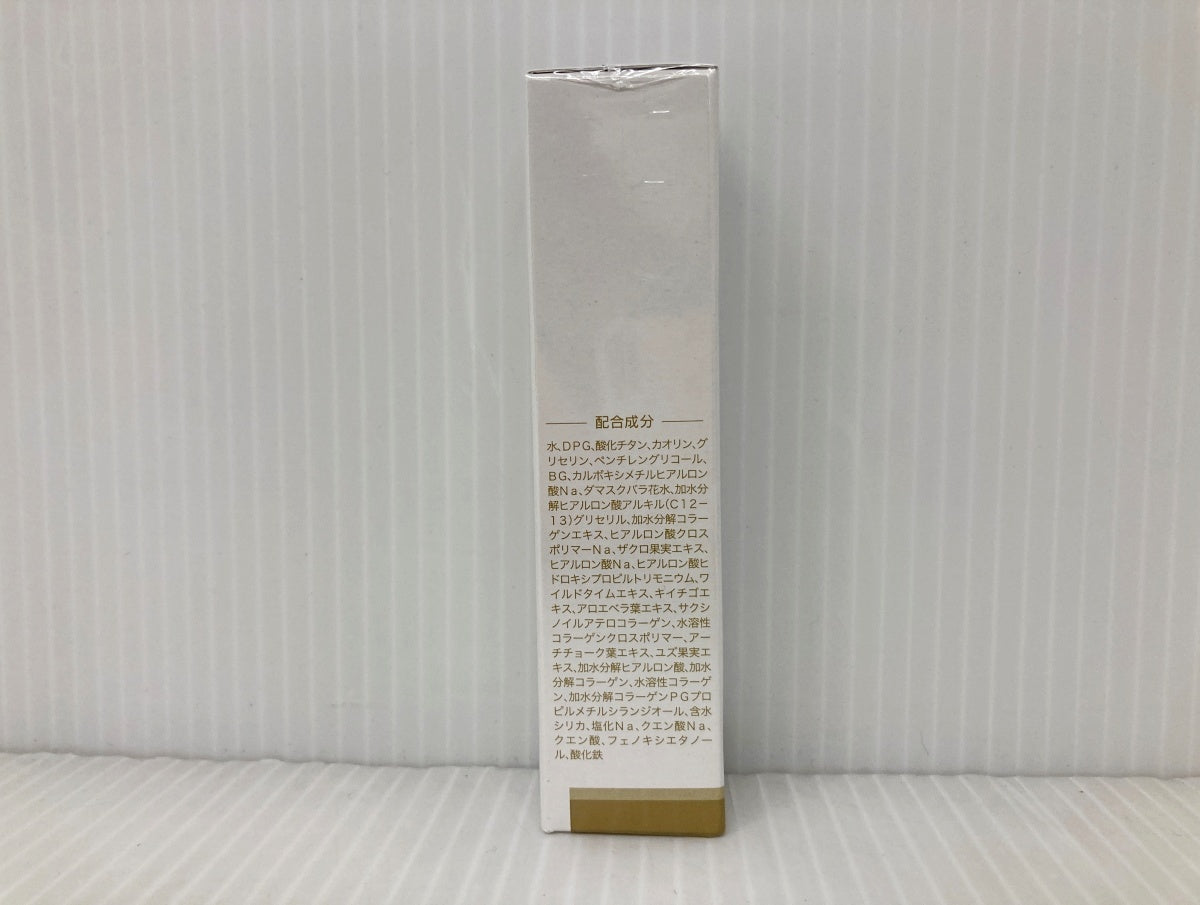 配合成分
水、DPG、酸化チタン、カオリン、グ
リセリン、ペンチレングリコール、
BG、カルボキシメチルヒアルロン
酸Na、ダマスクバラ花水、加水分
解ヒアルロン酸アルキル(C12-
13)グリセリル、加水分解コラー
ゲンエキス、ヒアルロン酸クロス
ポリマーNa、ザクロ果実エキス、
ヒアルロン酸Na、ヒアルロン酸ヒ
ドロキシプロピルトリモニウム、ワ
イルドタイムエキス、キイチゴエ
キス、アロエベラ葉エキス、サクシ
ノイルアテロコラーゲン、水溶性
コラーゲンクロスポリマー、アー
チチョーク葉エキス、ユズ果実エ
キス、加水分解ヒアルロン酸、加水
分解コラーゲン、水溶性コラーゲ
ン、加水分解コラーゲンPGプロ
ピルメチルシランジオール、含水
シリカ、塩化Na、クエン酸Na、
クエン酸、フェノキシエタノー
ル、酸化鉄